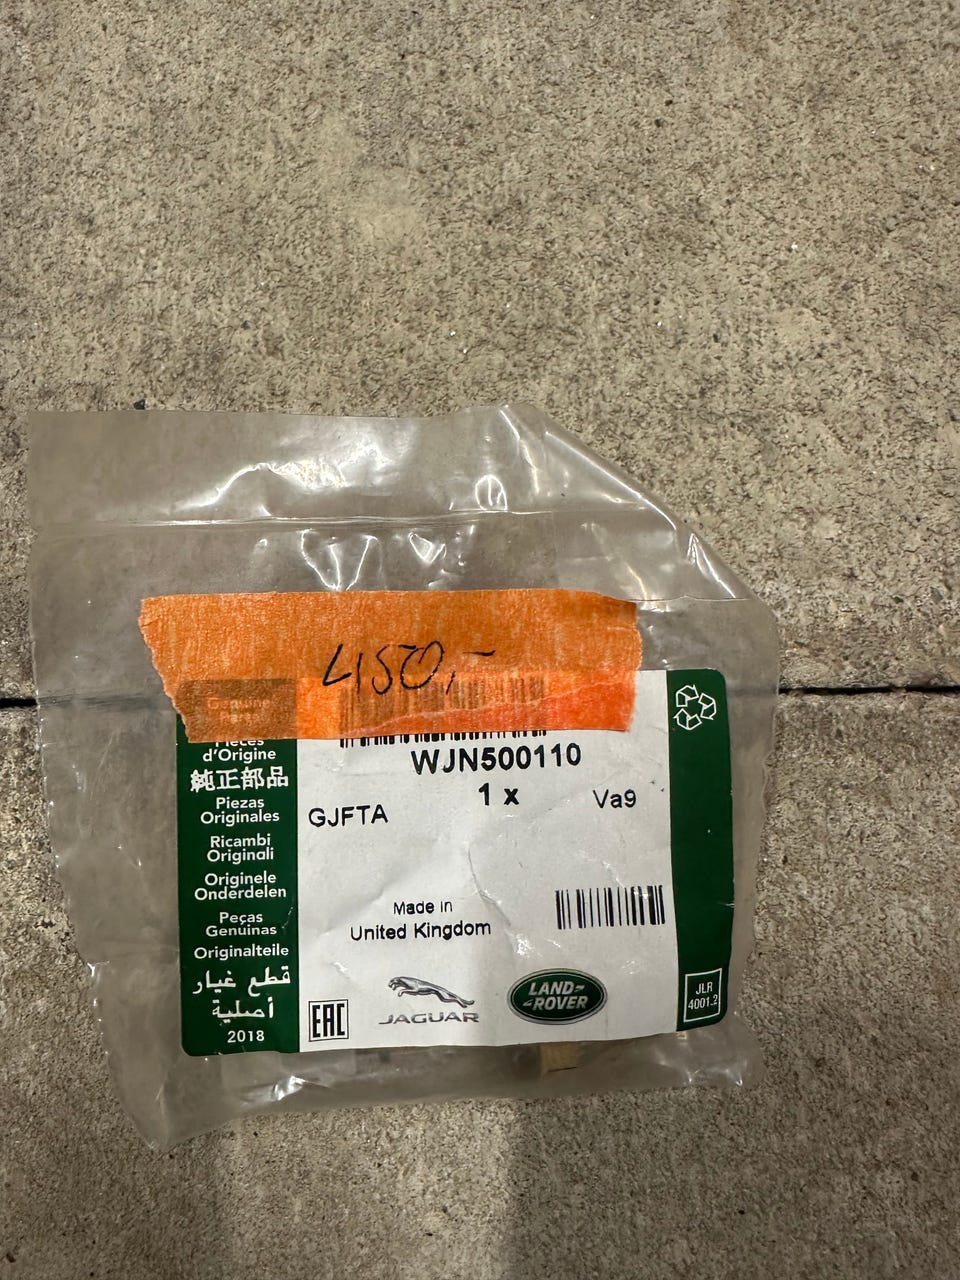 4150,-
Genuine
Parts
Pièces
d'Origine
純正部品
Piezas
Originales
Ricambi
Originali
Originele
Onderdelen
Peças
Genuínas
Originalteile
قطع غيار
أصلية
2018
WJN500110
1 x
Va9
GJFTA
Made in
United Kingdom
EAC
JAGUAR
LAND-
-ROVER
JLR
4001.2